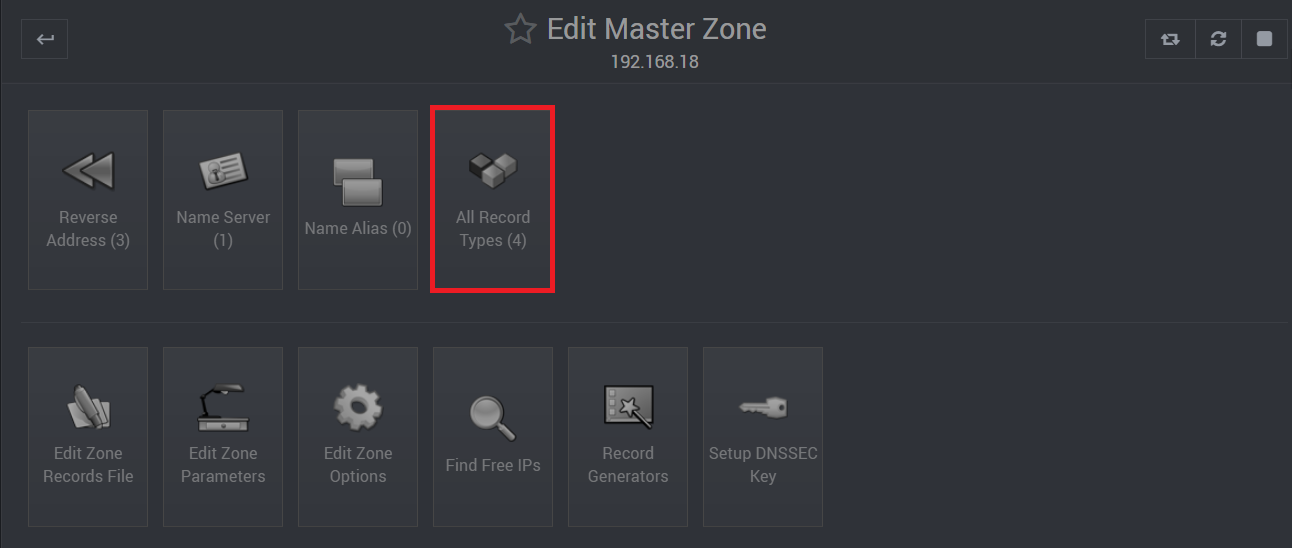 Edit Master Zone
192.168.18
Reverse
Address (3)
Name Server
(1)
Name Alias (0)
All Record
Types (4)
Edit Zone
Records File
Edit Zone
Parameters
Edit Zone
Options
Find Free IPs
Record
Generators
Setup DNSSEC
Key